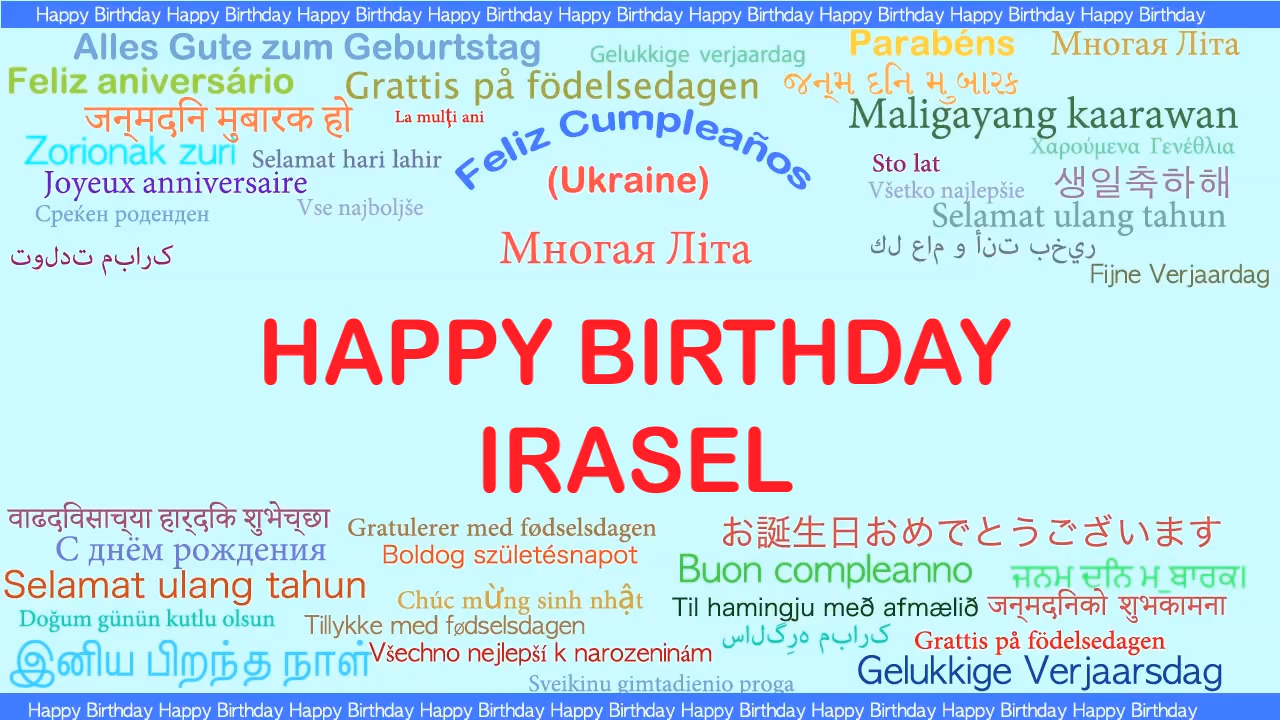 Happy Birthday Happy Birthday Happy Birthday Happy Birthday Happy Birthday Happy Birthday Happy Birthday Happy Birthday Happy Birthday
Alles Gute zum Geburtstag
Gelukkige verjaardag
Parabéns
Многая Літа
Feliz aniversário
Grattis på födelsedagen
જન્મ દિન મુબારક
जन्मदिन मुबारक हो
La mulţi ani
Feliz Cumpleaños
Maligayang kaarawan
Zorionak zuri
Selamat hari lahir
Χαρούμενα Γενέθλια
Joyeux anniversaire
(Ukraine)
Sto lat
Všetko najlepšie
생일축하해
Среќен роденден
Vse najboljše
Selamat ulang tahun
Многая Літа
تولدت مبارک
كل عام و أنت بخير
Fijne Verjaardag
HAPPY BIRTHDAY
IRASEL
वाढदिवसाच्या हार्दिक शुभेच्छा
Gratulerer med fødselsdagen
お誕生日おめでとうございます
С днём рождения
Boldog születésnapot
Buon compleanno
ਜਨਮ ਦਿਨ ਮੁਬਾਰਕ।
Selamat ulang tahun
Chúc mừng sinh nhật
Til hamingju með afmælið
जन्मदिनको शुभकामना
Doğum günün kutlu olsun
Tillykke med fødselsdagen
سالگرہ مبارک
Grattis på födelsedagen
இனிய பிறந்த நாள்
Všechno nejlepší k narozeninám
Gelukkige Verjaarsdag
Sveikinu gimtadienio proga
Happy Birthday Happy Birthday Happy Birthday Happy Birthday Happy Birthday Happy Birthday Happy Birthday Happy Birthday Happy Birthday